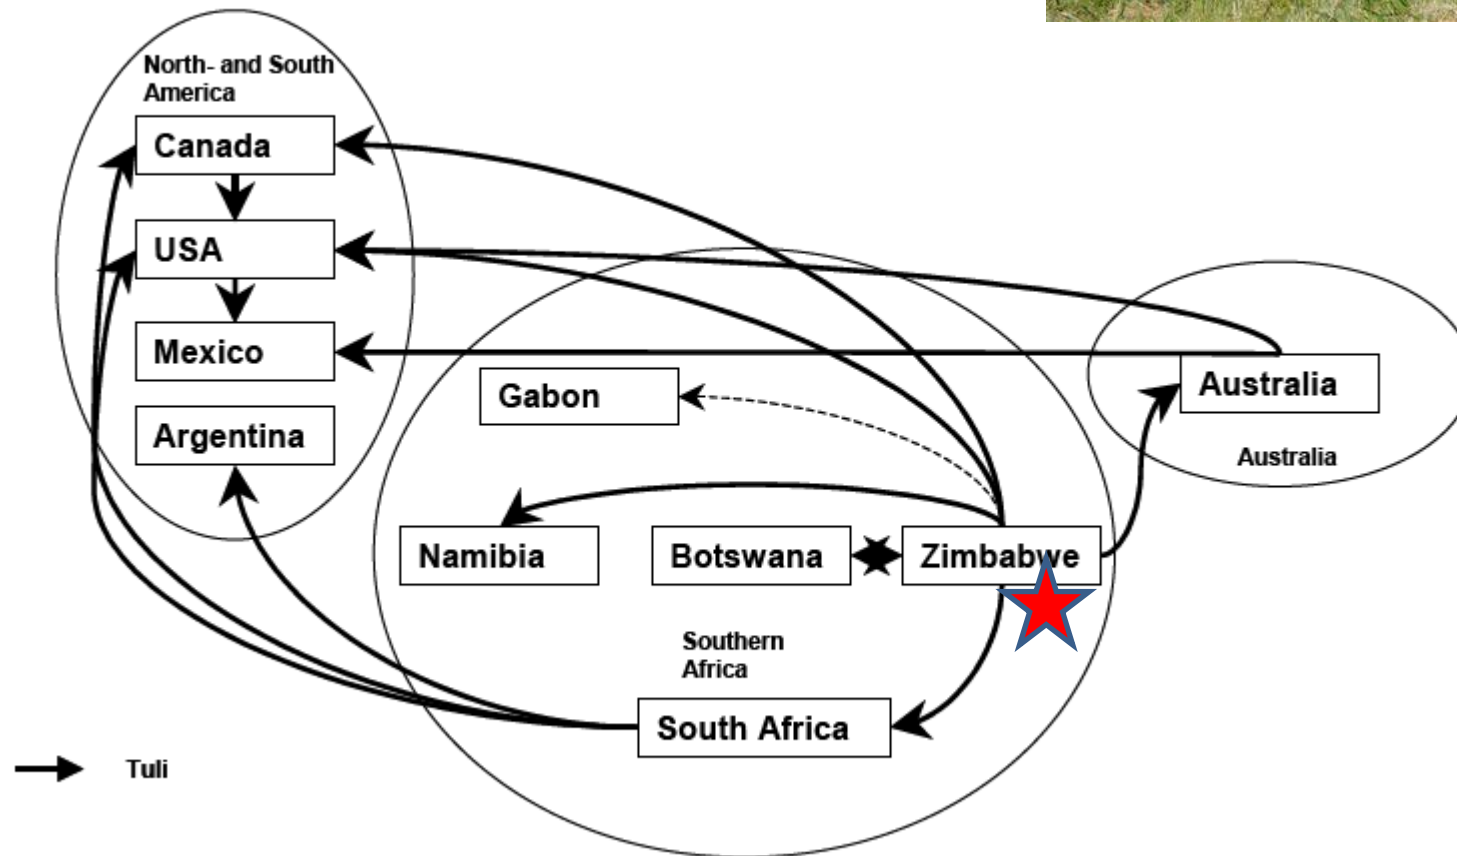 North- and South
America
Canada
USA
Mexico
Argentina
Gabon
Australia
Australia
Namibia
Botswana
Zimbabwe
Southern
Africa
South Africa
Tuli